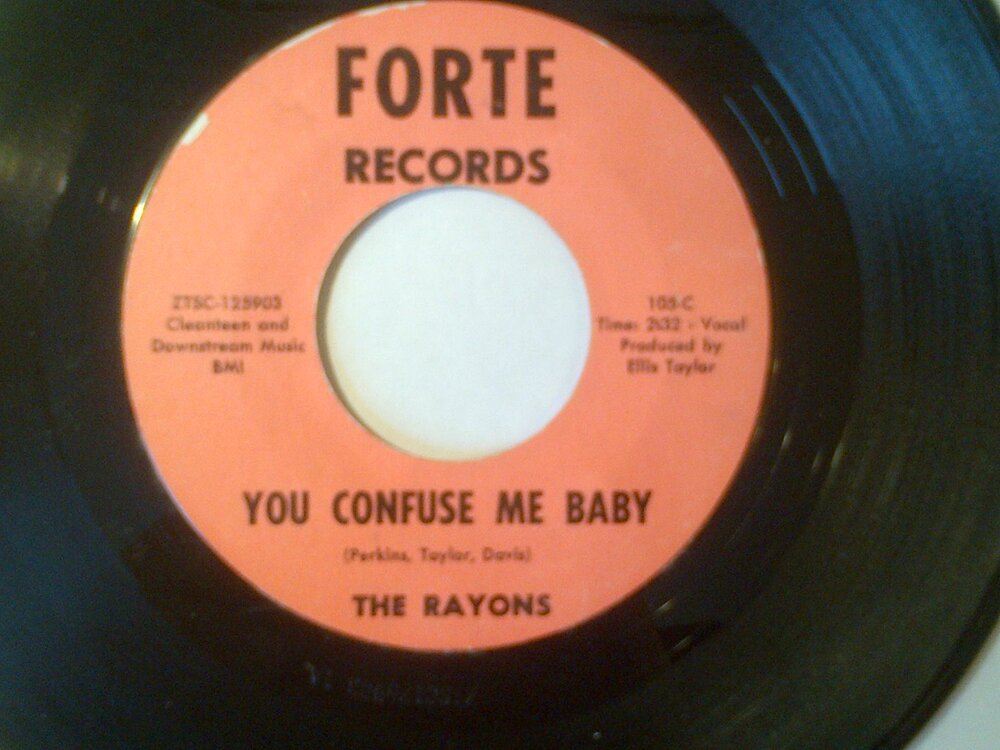 FORTE
RECORDS
ZTSC-125903
Cleanteen and
Downstream Music
BMI
105-C
Time: 2:32 - Vocal
Produced by
Ellis Taylor
YOU CONFUSE ME BABY
(Perkins, Taylor, Davis)
THE RAYONS